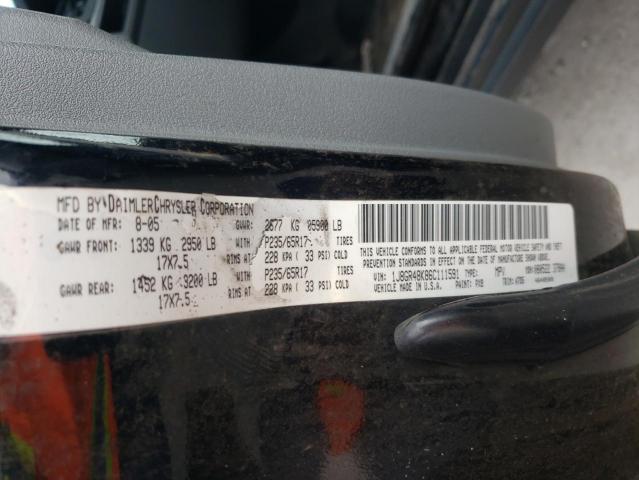 MFD BY DAIMLERCHRYSLER CORPORATION
DATE OF MFR: 8-05 GVWR: 2677 KG 05900 LB
GAWR FRONT: 1339 KG 2950 LB WITH P235/65R17 TIRES
17X7.5 RIMS AT 228 KPA ( 33 PSI) COLD
GAWR REAR: 1452 KG 3200 LB WITH P235/65R17 TIRES
17X7.5 RIMS AT 228 KPA ( 33 PSI) COLD
THIS VEHICLE CONFORMS TO ALL APPLICABLE FEDERAL MOTOR VEHICLE SAFETY AND THEFT
PREVENTION STANDARDS IN EFFECT ON THE DATE OF MANUFACTURE SHOWN ABOVE.
VIN: 1J8GR48K86C111591 TYPE: MPV
VEHICLE MADE IN U.S.A. PAINT: PXB TRIM: